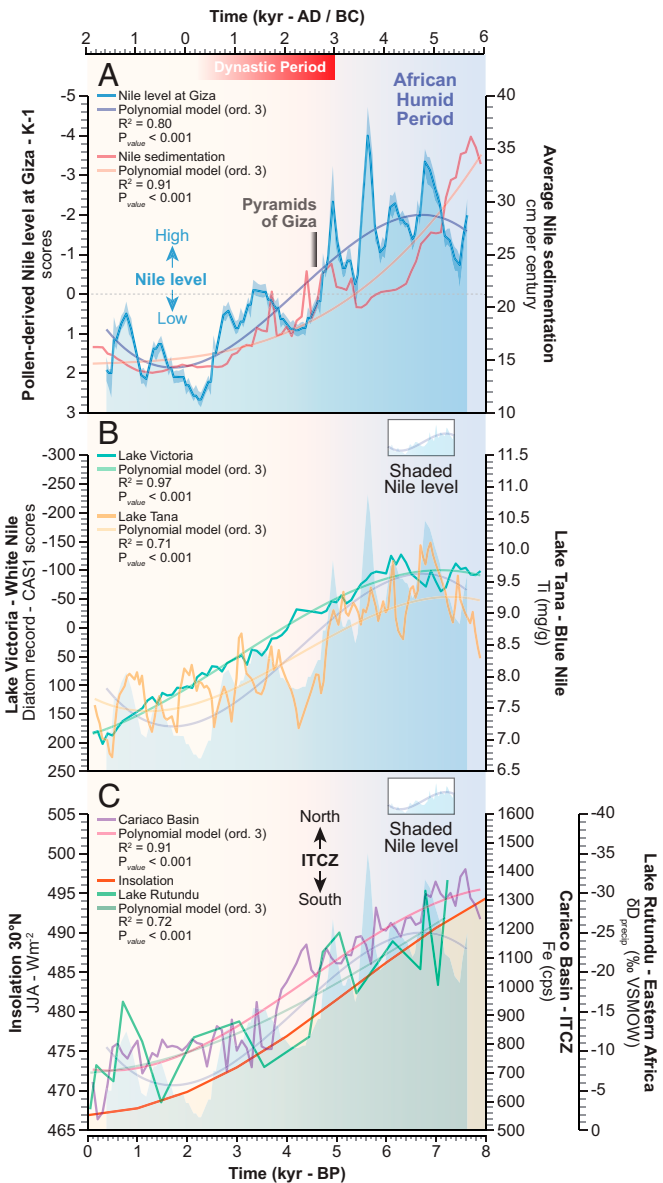 Time (kyr - AD / BC)
2 1 0 1 2 3 4 5 6
Dynastic Period
A
African
Humid
Period
Nile level at Giza
Polynomial model (ord. 3)
R² = 0.80
P value < 0.001
Nile sedimentation
Polynomial model (ord. 3)
R² = 0.91
P value < 0.001
Pyramids
of Giza
High
Nile level
Low
Pollen-derived Nile level at Giza - K-1
scores
-5
-4
-3
-2
-1
0
1
2
3
Average Nile sedimentation
cm per century
40
35
30
25
20
15
10
B
Lake Victoria
Polynomial model (ord. 3)
R² = 0.97
P value < 0.001
Lake Tana
Polynomial model (ord. 3)
R² = 0.71
P value < 0.001
Shaded
Nile level
Lake Victoria - White Nile
Diatom record - CAS1 scores
-300
-250
-200
-150
-100
-50
0
50
100
150
200
250
Lake Tana - Blue Nile
Ti (mg/g)
11.5
11.0
10.5
10.0
9.5
9.0
8.5
8.0
7.5
7.0
6.5
C
Cariaco Basin
Polynomial model (ord. 3)
R² = 0.91
P value < 0.001
Insolation
Lake Rutundu
Polynomial model (ord. 3)
R² = 0.72
P value < 0.001
North
ITCZ
South
Shaded
Nile level
Insolation 30°N
JJA - Wm-2
505
500
495
490
485
480
475
470
465
Cariaco Basin - ITCZ
Fe (cps)
1600
1500
1400
1300
1200
1100
1000
900
800
700
600
500
Lake Rutundu - Eastern Africa
δDprecip (‰ VSMOW)
-40
-30
-20
-10
-5
0
0 1 2 3 4 5 6 7 8
Time (kyr - BP)